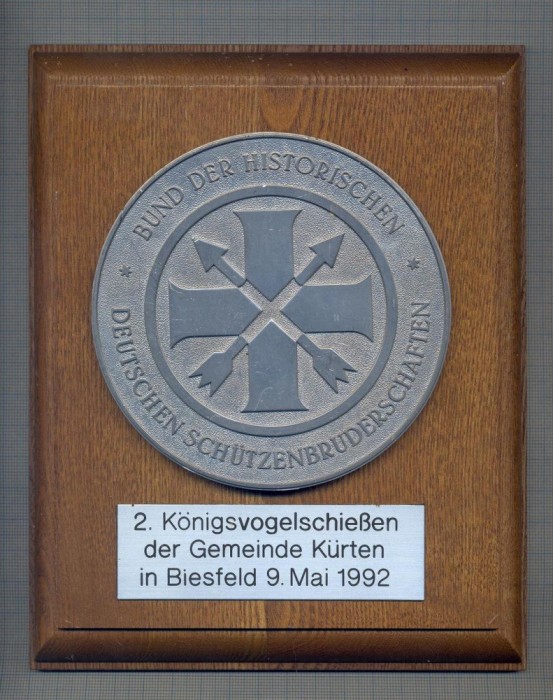 * BUND DER HISTORISCHEN *
DEUTSCHEN SCHÜTZENBRUDERSCHAFTEN
2. Königsvogelschießen
der Gemeinde Kürten
in Biesfeld 9. Mai 1992